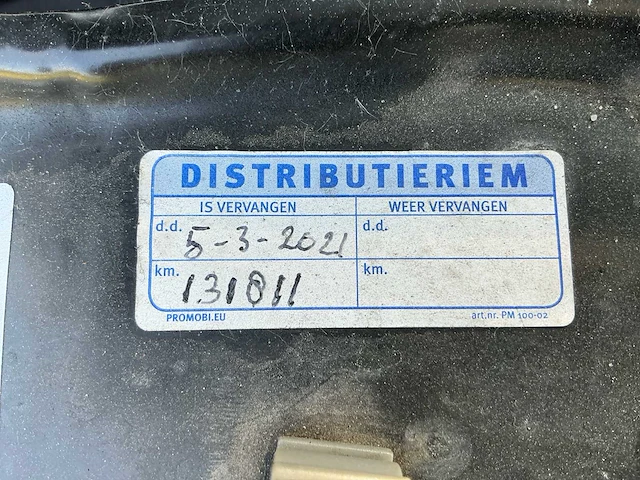 DISTRIBUTIERIEM
IS VERVANGEN WEER VERVANGEN
d.d. 5-3-2021 d.d.
km. 131811 km.
PROMOBI.EU art.nr. PM 100-02